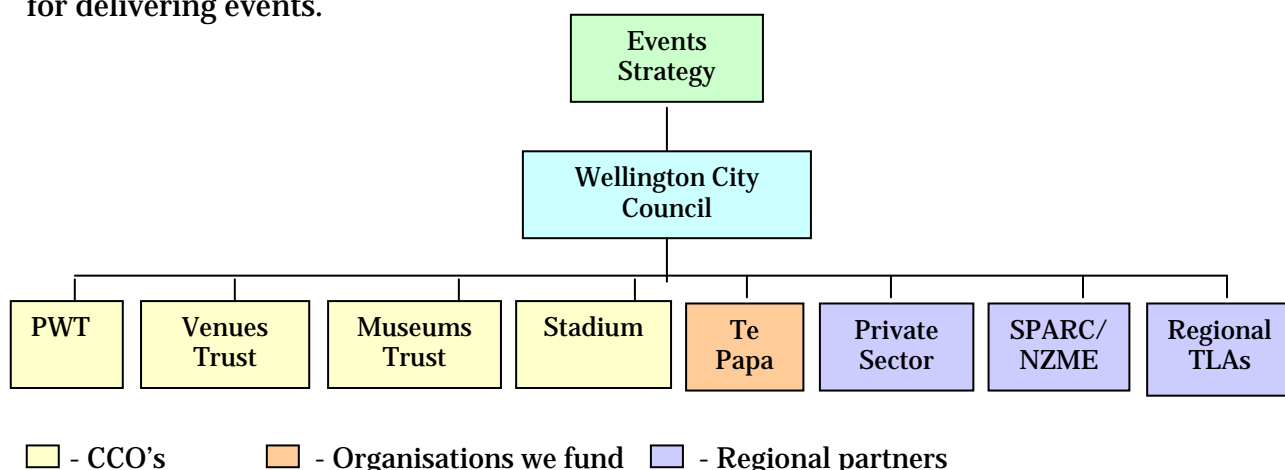 for delivering events.
Events
Strategy
Wellington City
Council
PWT
Venues
Trust
Museums
Trust
Stadium
Te
Papa
Private
Sector
SPARC/
NZME
Regional
TLAs
- CCO's - Organisations we fund - Regional partners